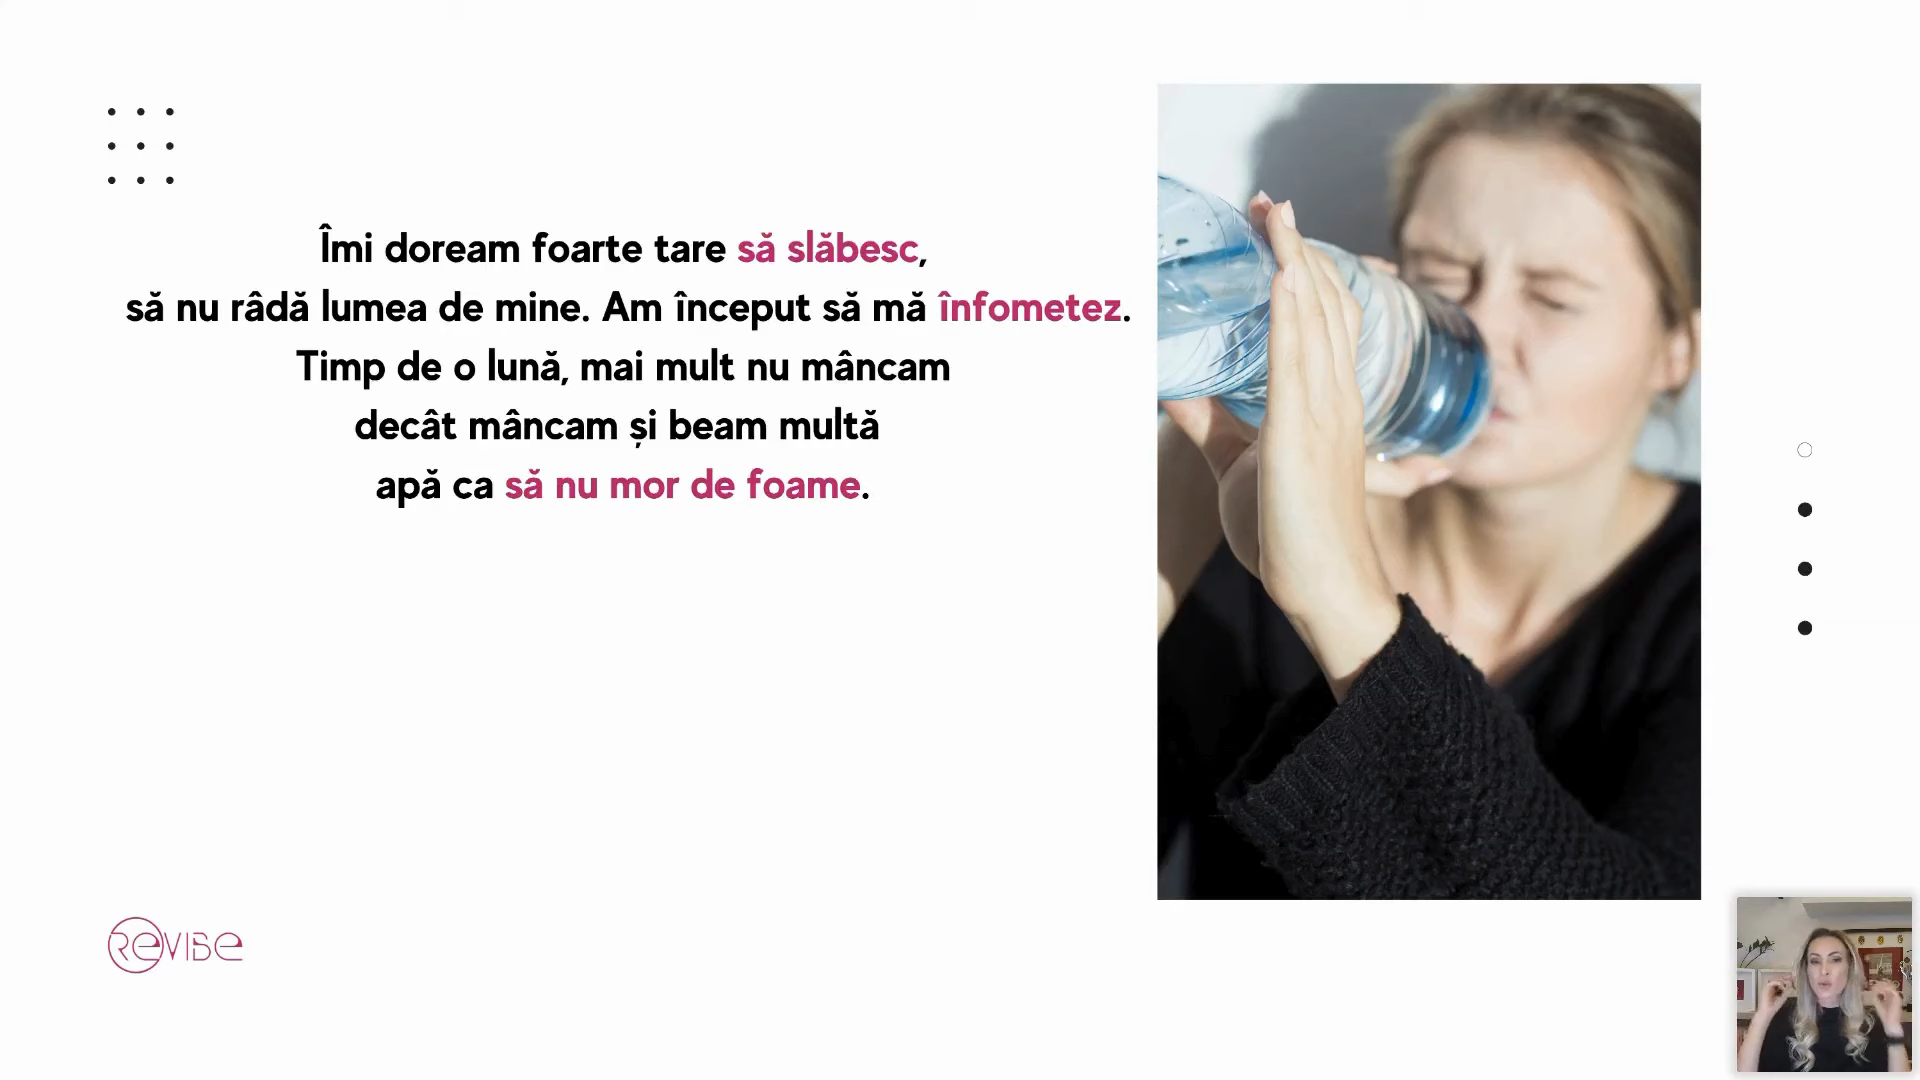 Îmi doream foarte tare să slăbesc,
să nu râdă lumea de mine. Am început să mă înfometez.
Timp de o lună, mai mult nu mâncam
decât mâncam și beam multă
apă ca să nu mor de foame.
REVIBE